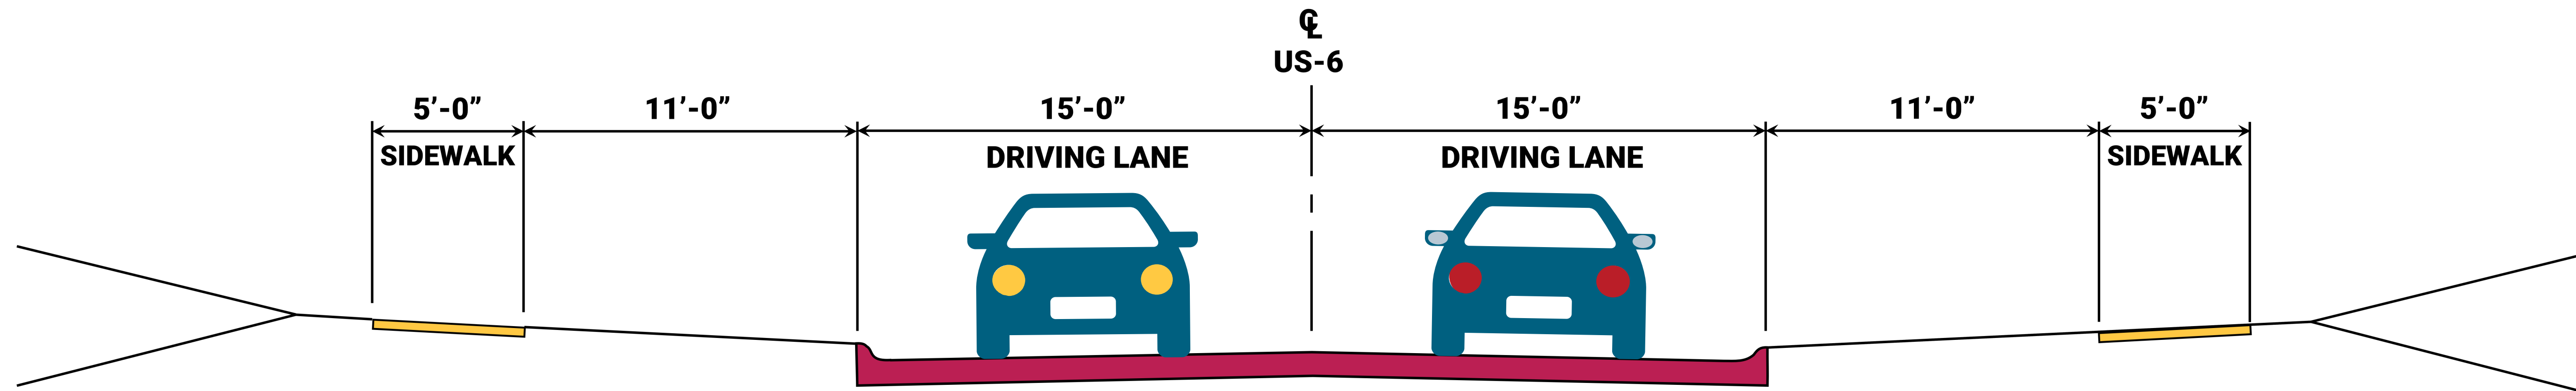 ℄
US-6
5’-0”
11’-0”
15’-0”
15’-0”
11’-0”
5’-0”
SIDEWALK
DRIVING LANE
DRIVING LANE
SIDEWALK